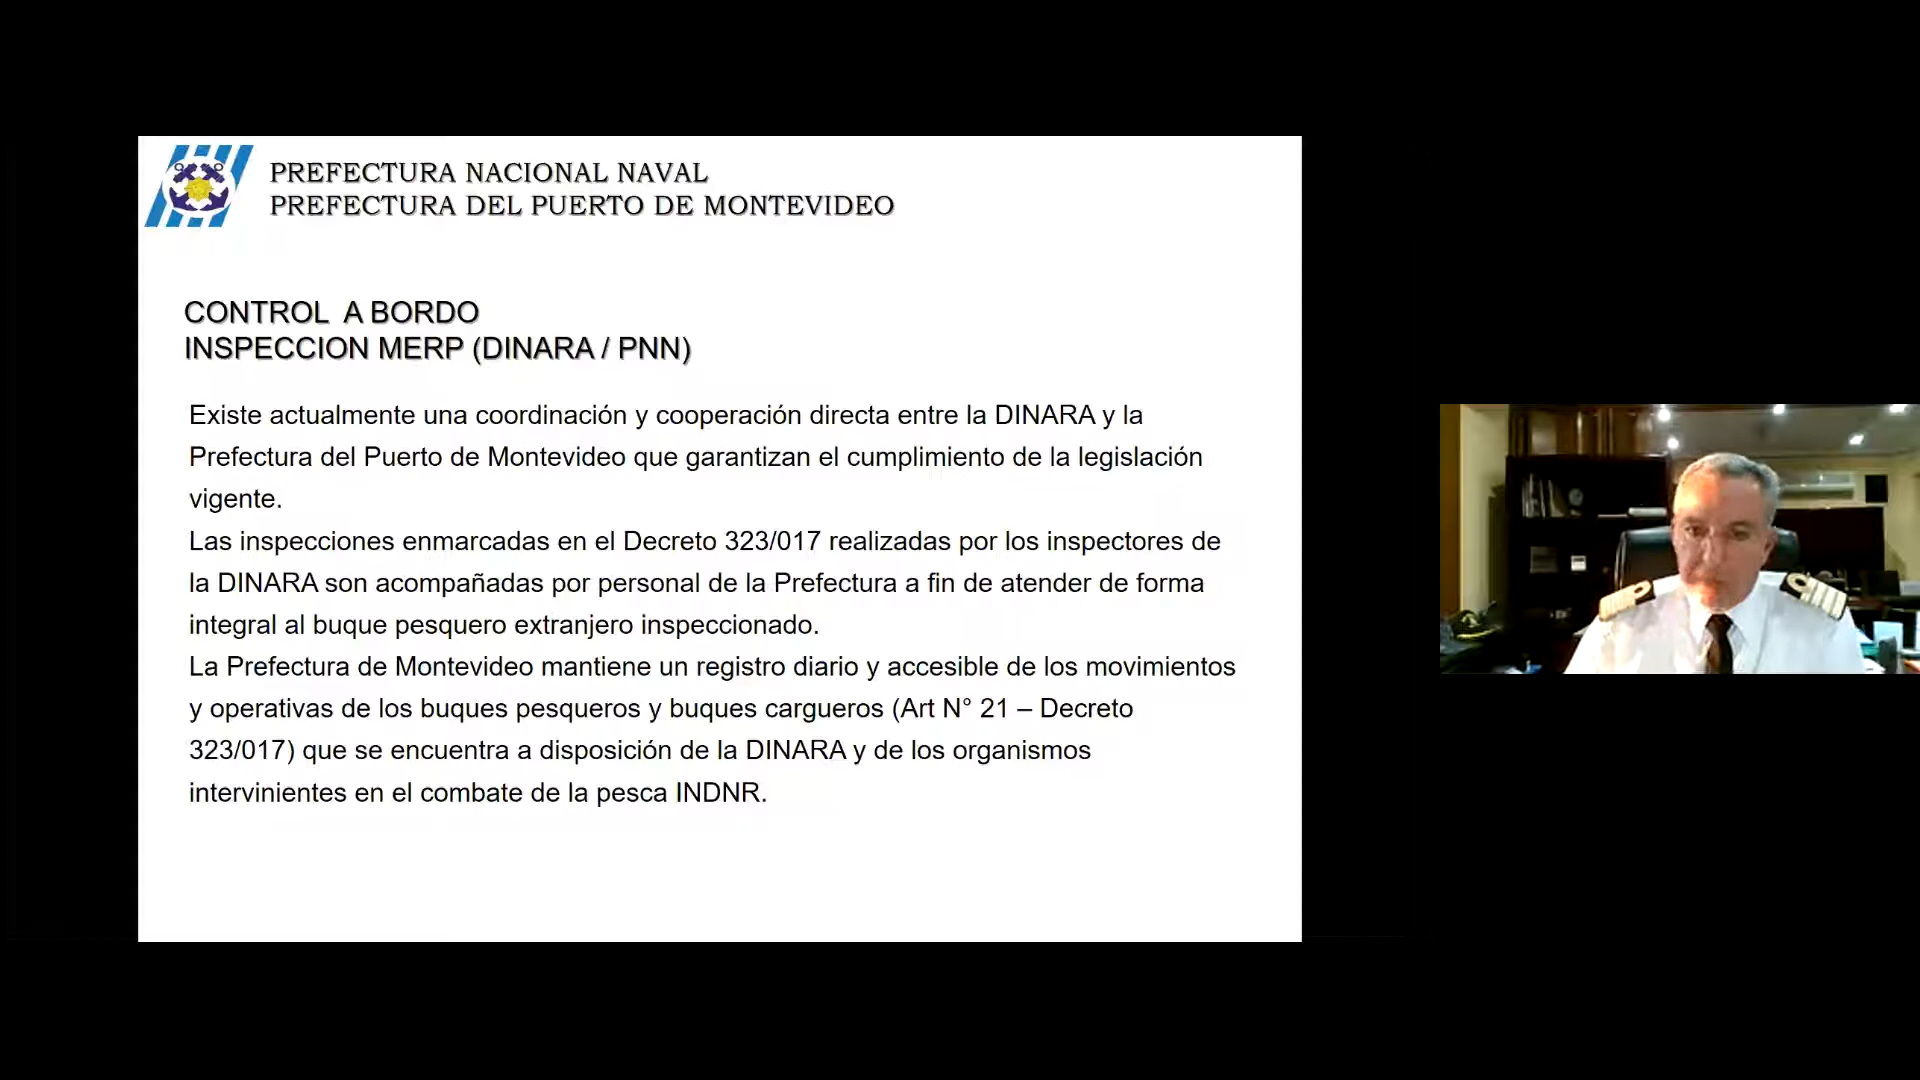 PREFECTURA NACIONAL NAVAL
PREFECTURA DEL PUERTO DE MONTEVIDEO
CONTROL A BORDO
INSPECCION MERP (DINARA / PNN)
Existe actualmente una coordinación y cooperación directa entre la DINARA y la
Prefectura del Puerto de Montevideo que garantizan el cumplimiento de la legislación
vigente.
Las inspecciones enmarcadas en el Decreto 323/017 realizadas por los inspectores de
la DINARA son acompañadas por personal de la Prefectura a fin de atender de forma
integral al buque pesquero extranjero inspeccionado.
La Prefectura de Montevideo mantiene un registro diario y accesible de los movimientos
y operativas de los buques pesqueros y buques cargueros (Art N° 21 – Decreto
323/017) que se encuentra a disposición de la DINARA y de los organismos
intervinientes en el combate de la pesca INDNR.